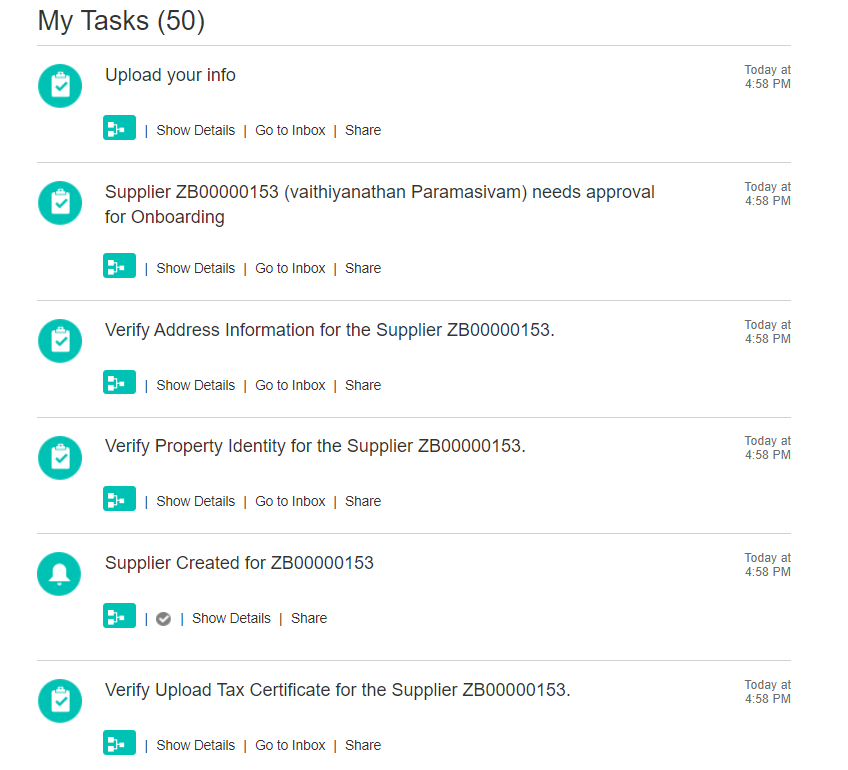 My Tasks (50)
Upload your info
Today at
4:58 PM
| Show Details | Go to Inbox | Share
Supplier ZB00000153 (vaithiyanathan Paramasivam) needs approval
for Onboarding
Today at
4:58 PM
| Show Details | Go to Inbox | Share
Verify Address Information for the Supplier ZB00000153.
Today at
4:58 PM
| Show Details | Go to Inbox | Share
Verify Property Identity for the Supplier ZB00000153.
Today at
4:58 PM
| Show Details | Go to Inbox | Share
Supplier Created for ZB00000153
Today at
4:58 PM
| | Show Details | Share
Verify Upload Tax Certificate for the Supplier ZB00000153.
Today at
4:58 PM
| Show Details | Go to Inbox | Share